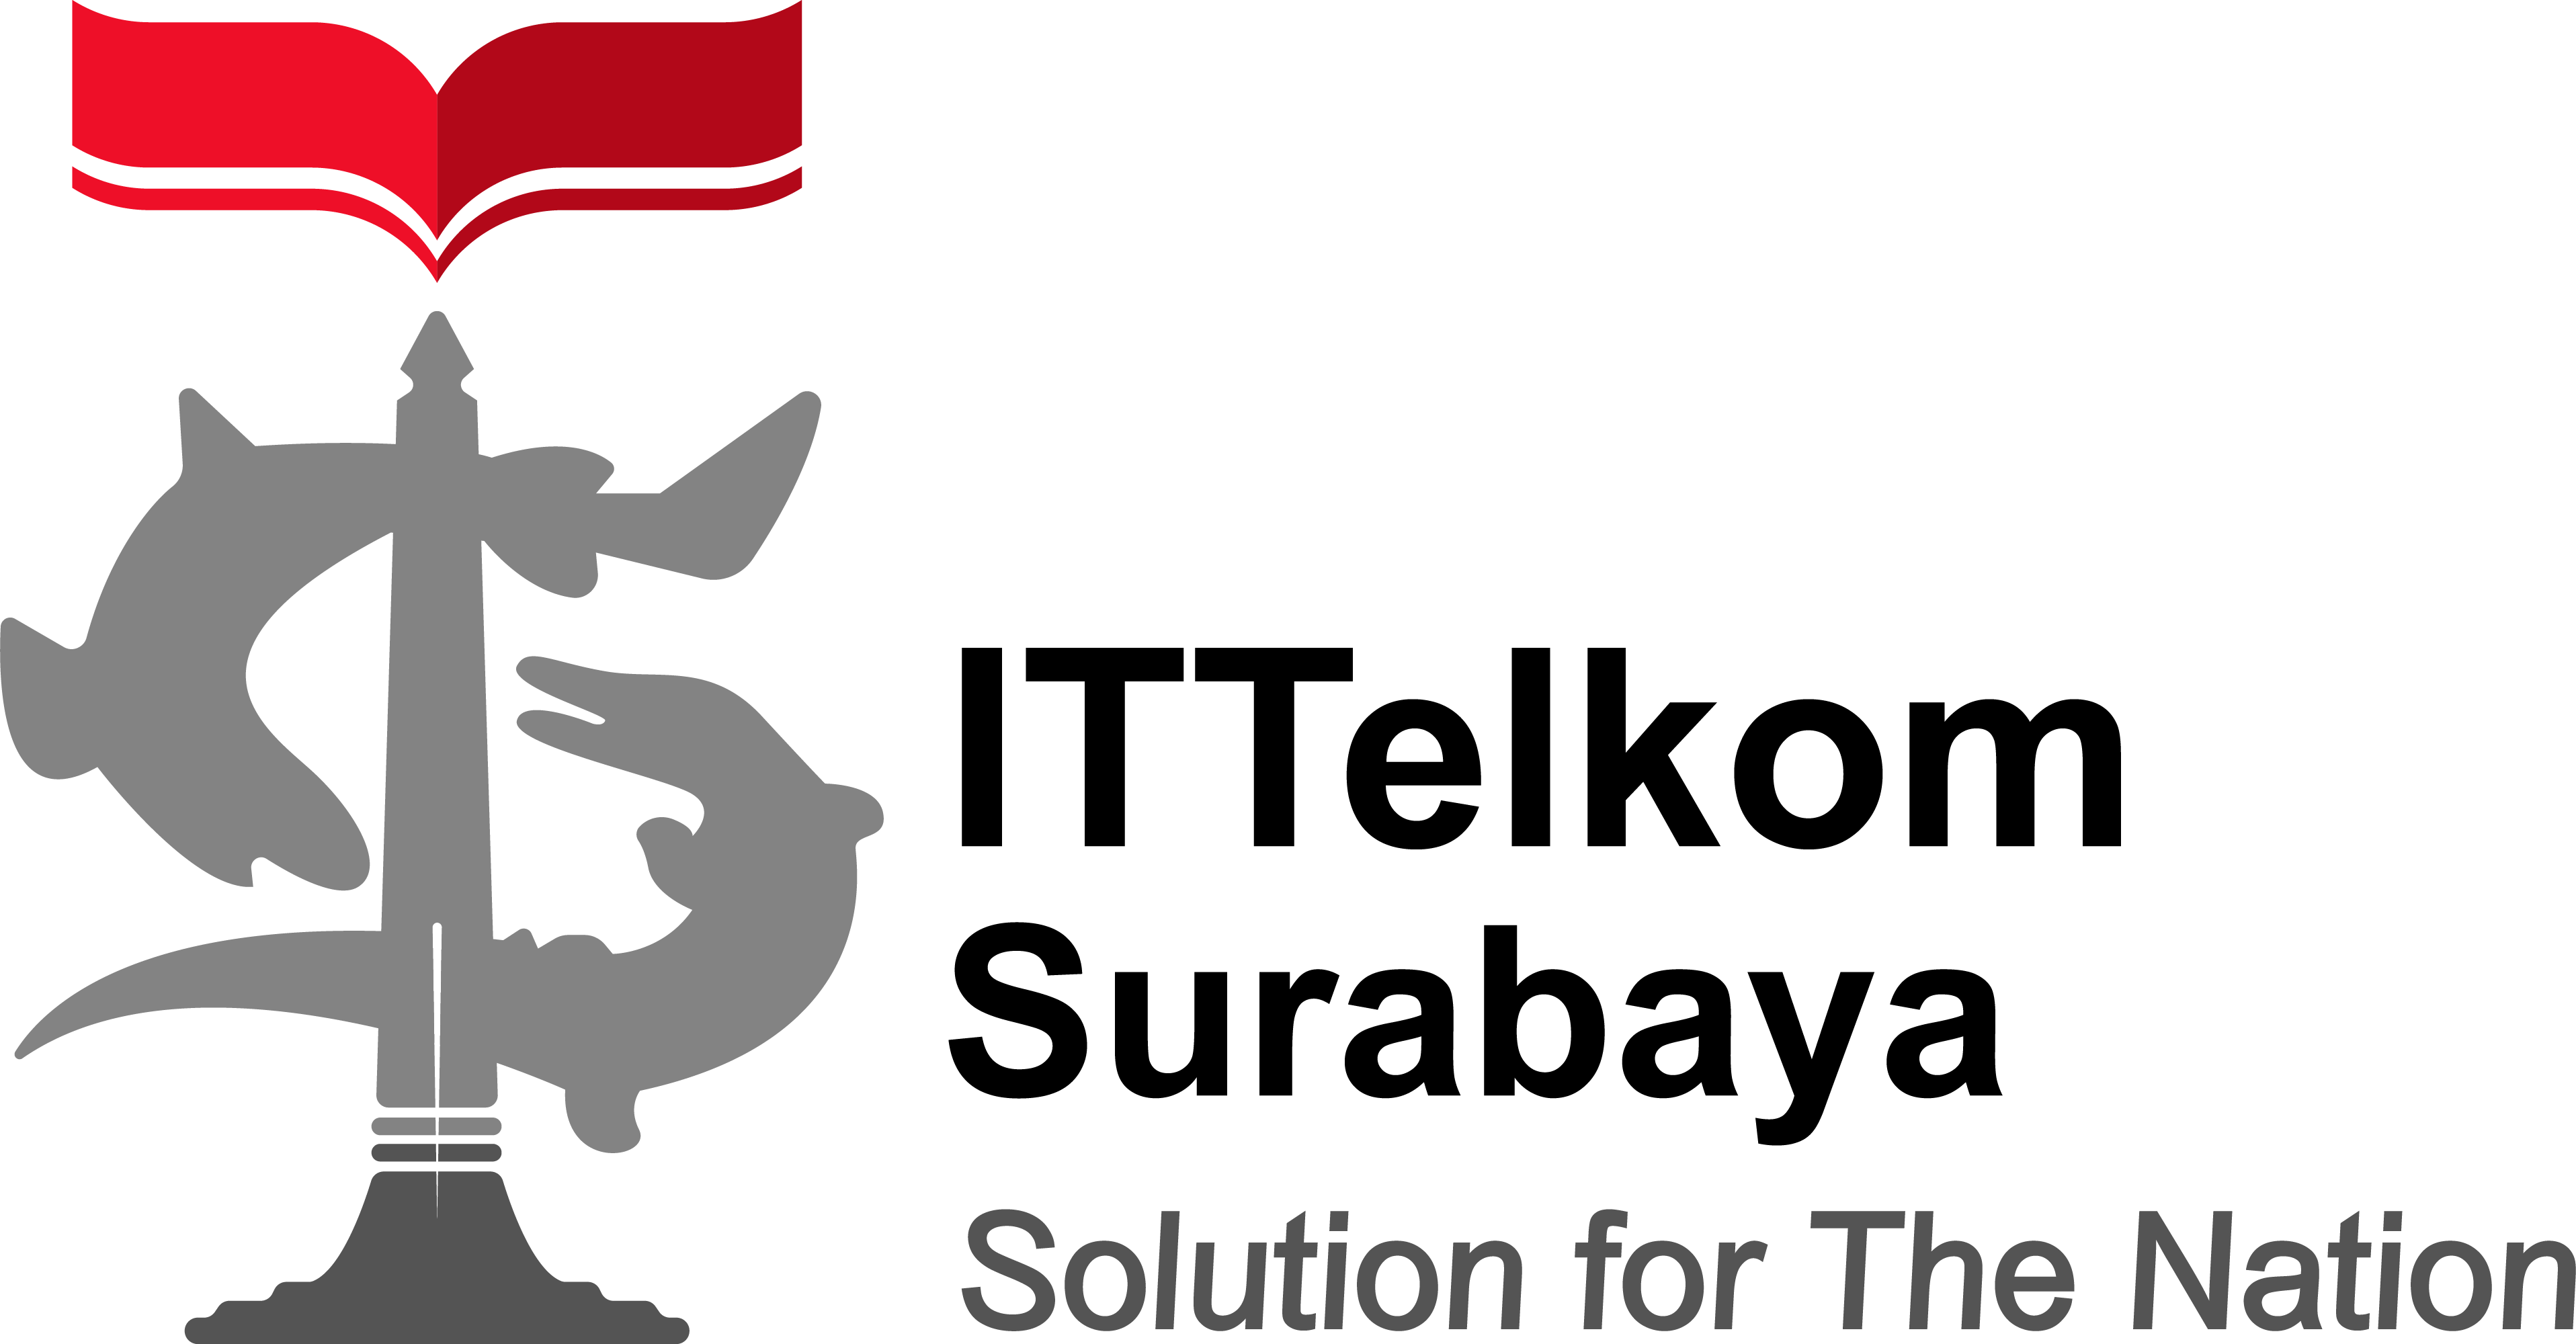 ITTelkom
Surabaya
Solution for The Nation